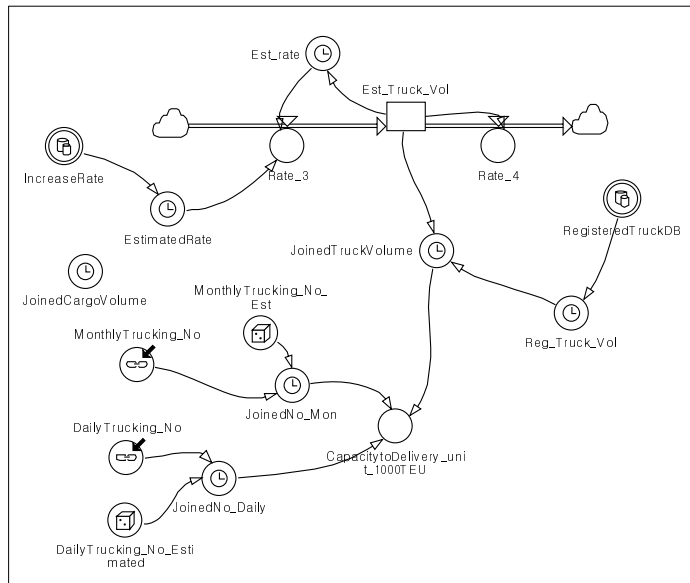 Est_rate
Est_Truck_Vol
Rate_3
Rate_4
IncreaseRate
EstimatedRate
RegisteredTruckDB
JoinedTruckVolume
JoinedCargoVolume
MonthlyTrucking_No_
Est
MonthlyTrucking_No
Reg_Truck_Vol
JoinedNo_Mon
DailyTrucking_No
CapacitytoDelivery_uni
t_1000TEU
JoinedNo_Daily
DailyTrucking_No_Esti
mated